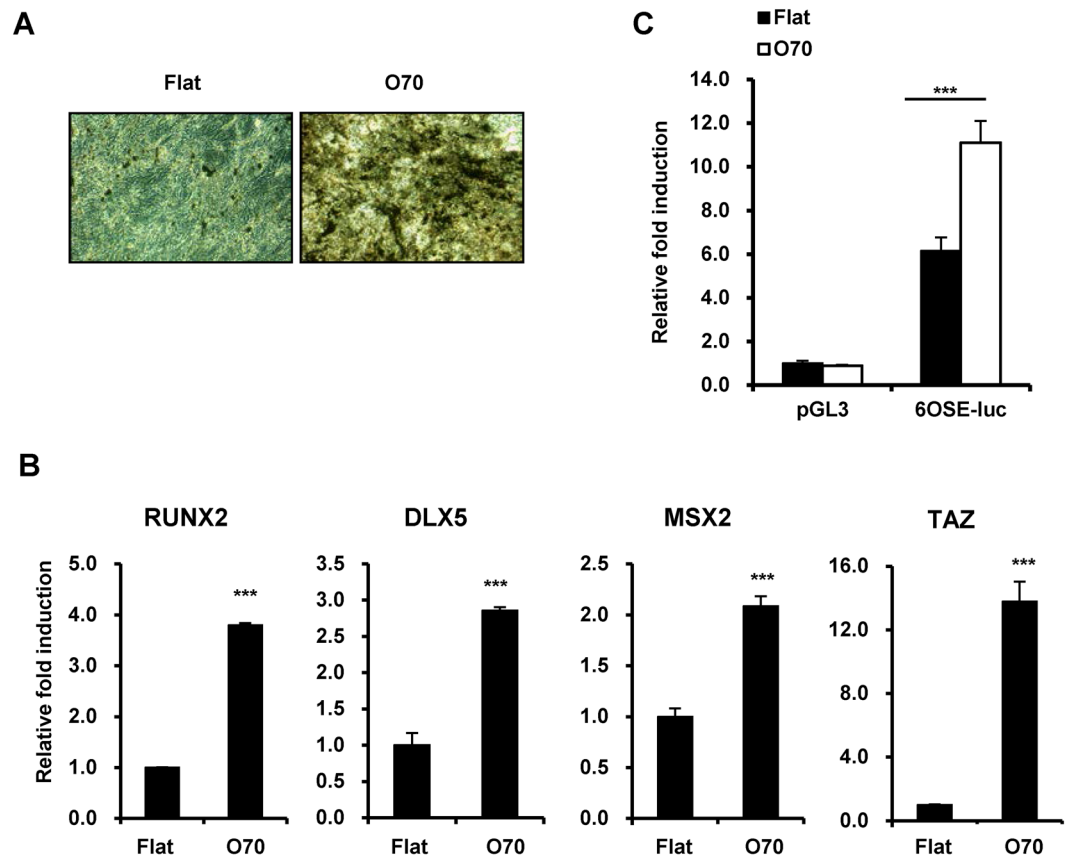 A
Flat O70
C
Flat
O70
Relative fold induction
14.0
12.0
10.0
8.0
6.0
4.0
2.0
0.0
***
pGL3 6OSE-luc
B
RUNX2
Relative fold induction
5.0
4.0
3.0
2.0
1.0
0.0
***
Flat O70
DLX5
3.5
3.0
2.5
2.0
1.5
1.0
0.5
0.0
***
Flat O70
MSX2
2.5
2.0
1.5
1.0
0.5
0.0
***
Flat O70
TAZ
16.0
12.0
8.0
4.0
0.0
***
Flat O70